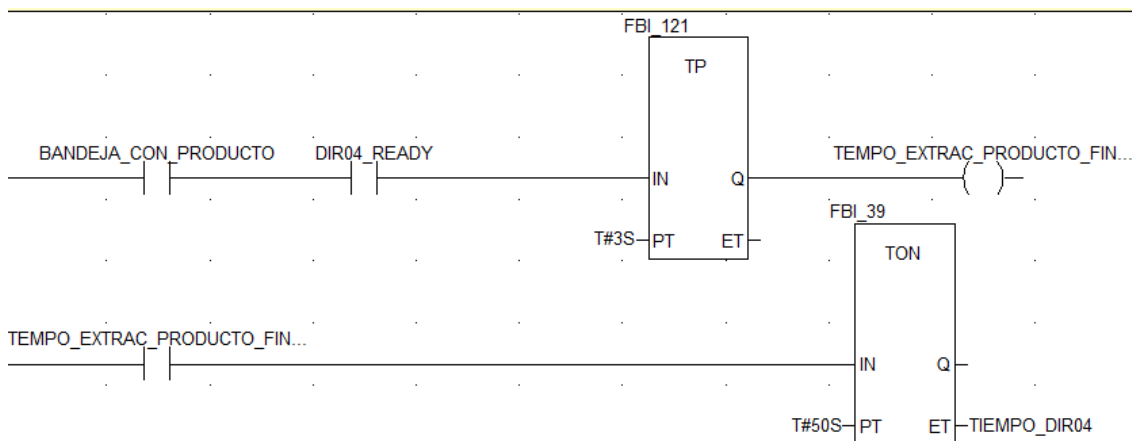 FBI_121
TP
BANDEJA_CON_PRODUCTO DIR04_READY TEMPO_EXTRAC_PRODUCTO_FIN...
IN Q
FBI_39
T#3S PT ET
TON
TEMPO_EXTRAC_PRODUCTO_FIN...
IN Q
T#50S PT ET TIEMPO_DIR04